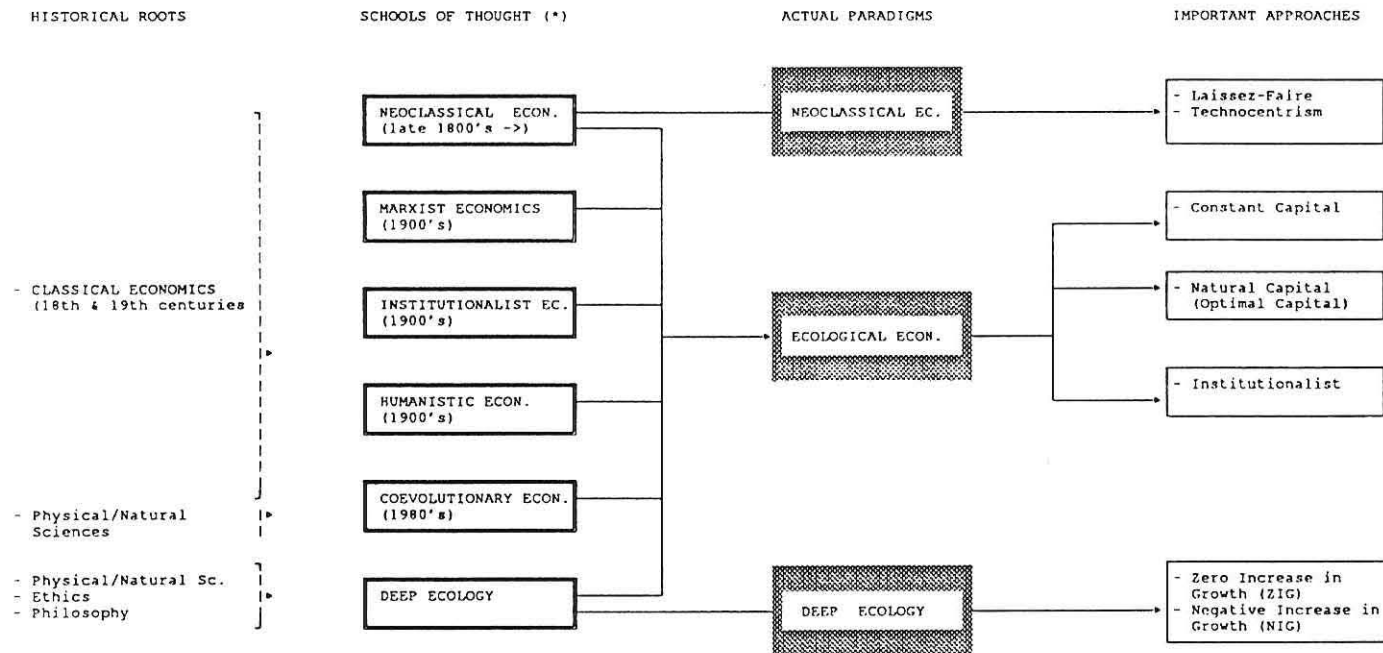 HISTORICAL ROOTS
SCHOOLS OF THOUGHT (*)
ACTUAL PARADIGMS
IMPORTANT APPROACHES
- CLASSICAL ECONOMICS
(18th & 19th centuries
- Physical/Natural
Sciences
- Physical/Natural Sc.
- Ethics
- Philosophy
NEOCLASSICAL ECON.
(late 1800's ->)
MARXIST ECONOMICS
(1900's)
INSTITUTIONALIST EC.
(1900's)
HUMANISTIC ECON.
(1900's)
COEVOLUTIONARY ECON.
(1980's)
DEEP ECOLOGY
NEOCLASSICAL EC.
ECOLOGICAL ECON.
DEEP ECOLOGY
- Laissez-Faire
- Technocentrism
- Constant Capital
- Natural Capital
(Optimal Capital)
- Institutionalist
- Zero Increase in
Growth (ZIG)
- Negative Increase in
Growth (NIG)